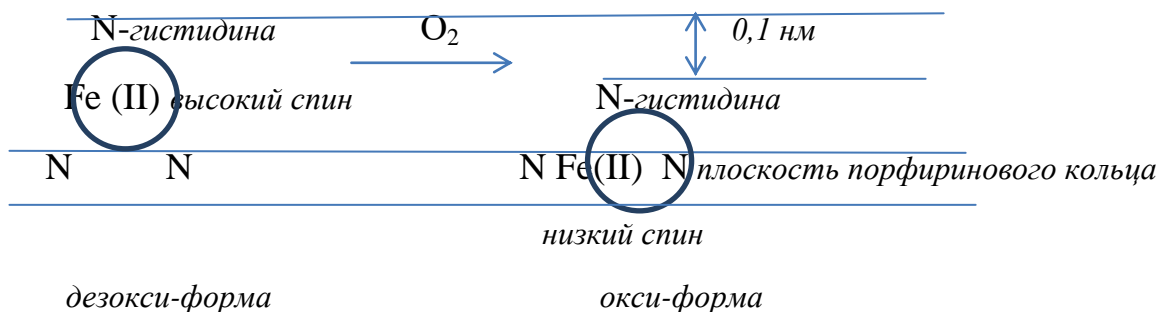 N-гистидина O₂ 0,1 нм
Fe (II) высокий спин N-гистидина
N N N Fe(II) N плоскость порфиринового кольца
низкий спин
дезокси-форма окси-форма